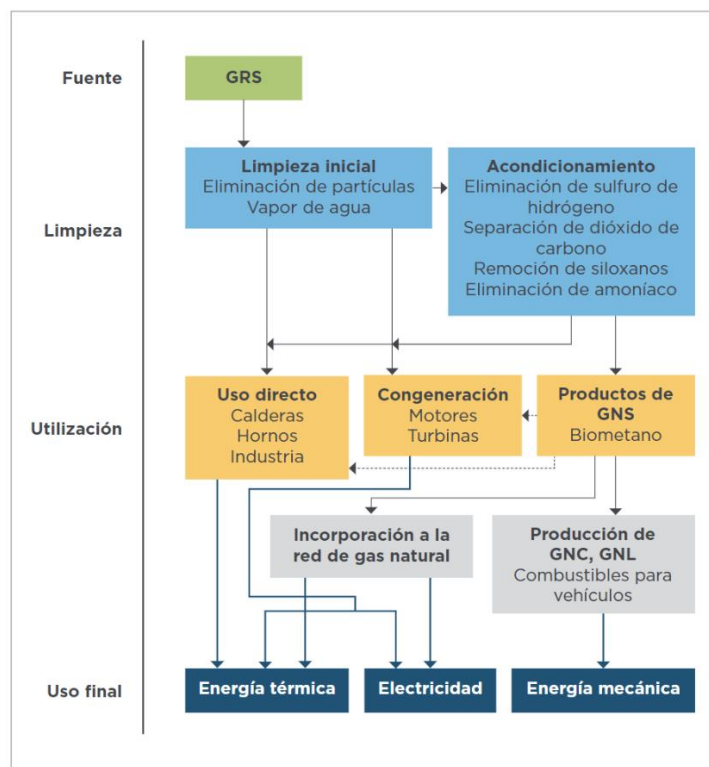 Fuente
GRS
Limpieza
Limpieza inicial
Eliminación de partículas
Vapor de agua
Acondicionamiento
Eliminación de sulfuro de
hidrógeno
Separación de dióxido de
carbono
Remoción de siloxanos
Eliminación de amoníaco
Utilización
Uso directo
Calderas
Hornos
Industria
Congeneración
Motores
Turbinas
Productos de
GNS
Biometano
Incorporación a la
red de gas natural
Producción de
GNC, GNL
Combustibles para
vehículos
Uso final
Energía térmica
Electricidad
Energía mecánica